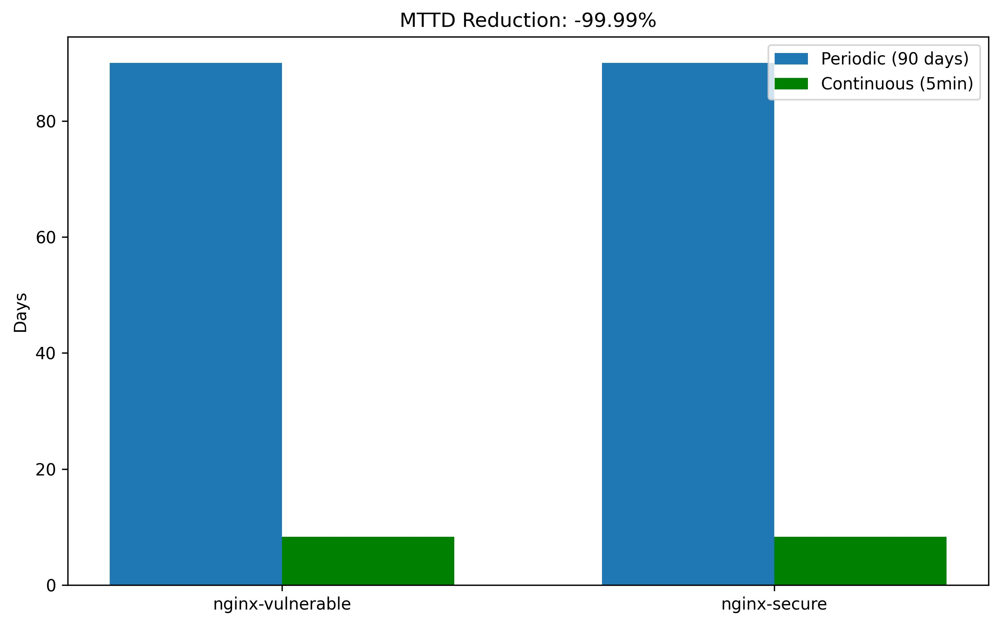 MTTD Reduction: -99.99%
Periodic (90 days)
Continuous (5min)
80
60
40
20
0
Days
nginx-vulnerable
nginx-secure